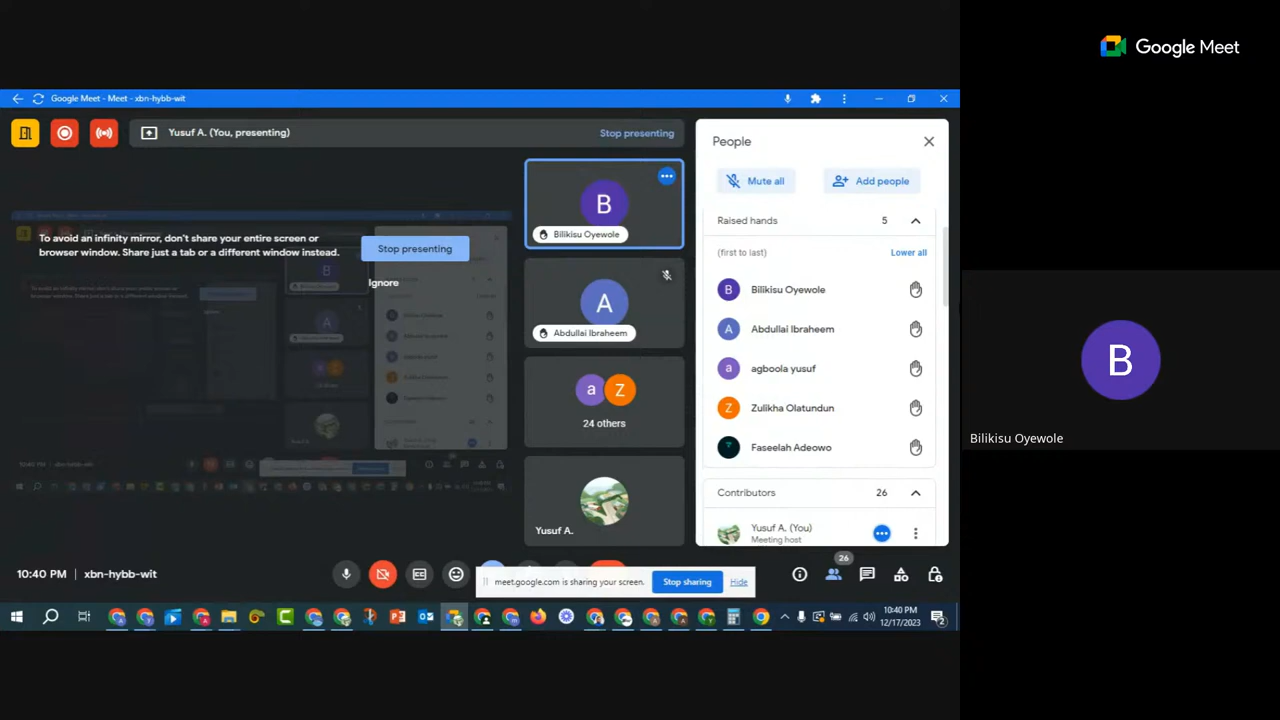 Google Meet
Google Meet - Meet - xbn-hybb-wit
Yusuf A. (You, presenting)
Stop presenting
To avoid an infinity mirror, don't share your entire screen or
browser window. Share just a tab or a different window instead.
Stop presenting
Ignore
B
Bilikisu Oyewole
A
Abdullai Ibraheem
a Z
24 others
Yusuf A.
People
Mute all
Add people
Raised hands 5
(first to last) Lower all
B Bilikisu Oyewole
A Abdullai Ibraheem
a agboola yusuf
Z Zulikha Olatundun
Faseelah Adeowo
Contributors 26
Yusuf A. (You)
Meeting host
B
Bilikisu Oyewole
10:40 PM xbn-hybb-wit
26
meet.google.com is sharing your screen. Stop sharing Hide
10:40 PM
12/17/2023
2